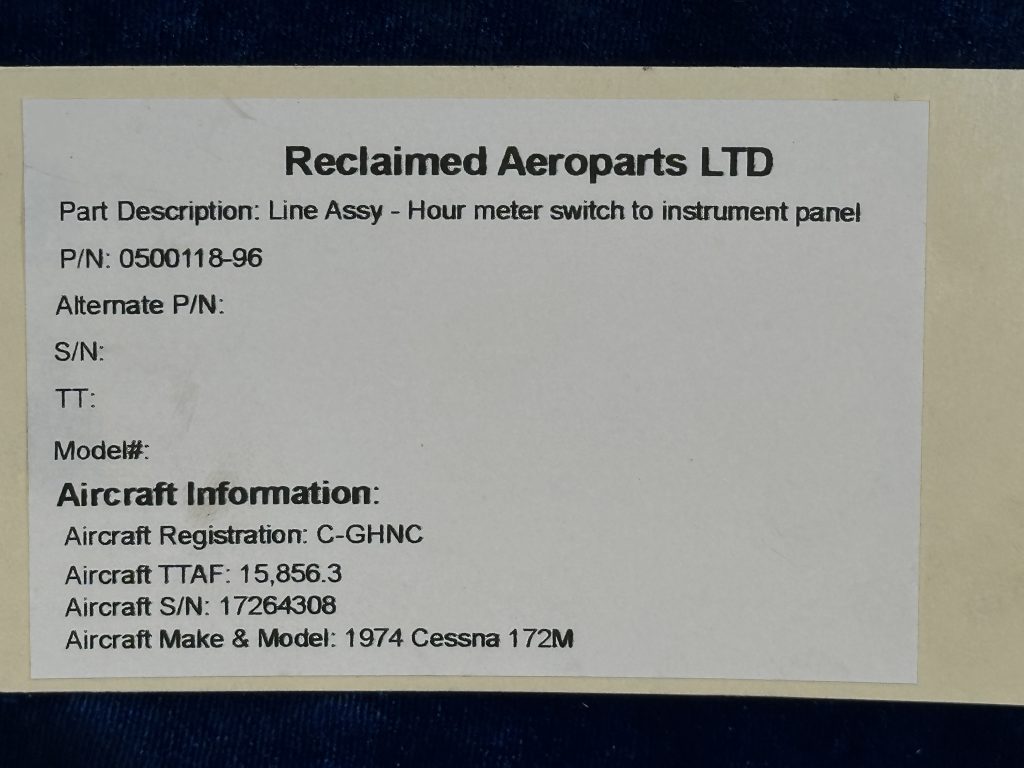 Reclaimed Aeroparts LTD
Part Description: Line Assy - Hour meter switch to instrument panel
P/N: 0500118-96
Alternate P/N:
S/N:
TT:
Model#:
Aircraft Information:
Aircraft Registration: C-GHNC
Aircraft TTAF: 15,856.3
Aircraft S/N: 17264308
Aircraft Make & Model: 1974 Cessna 172M